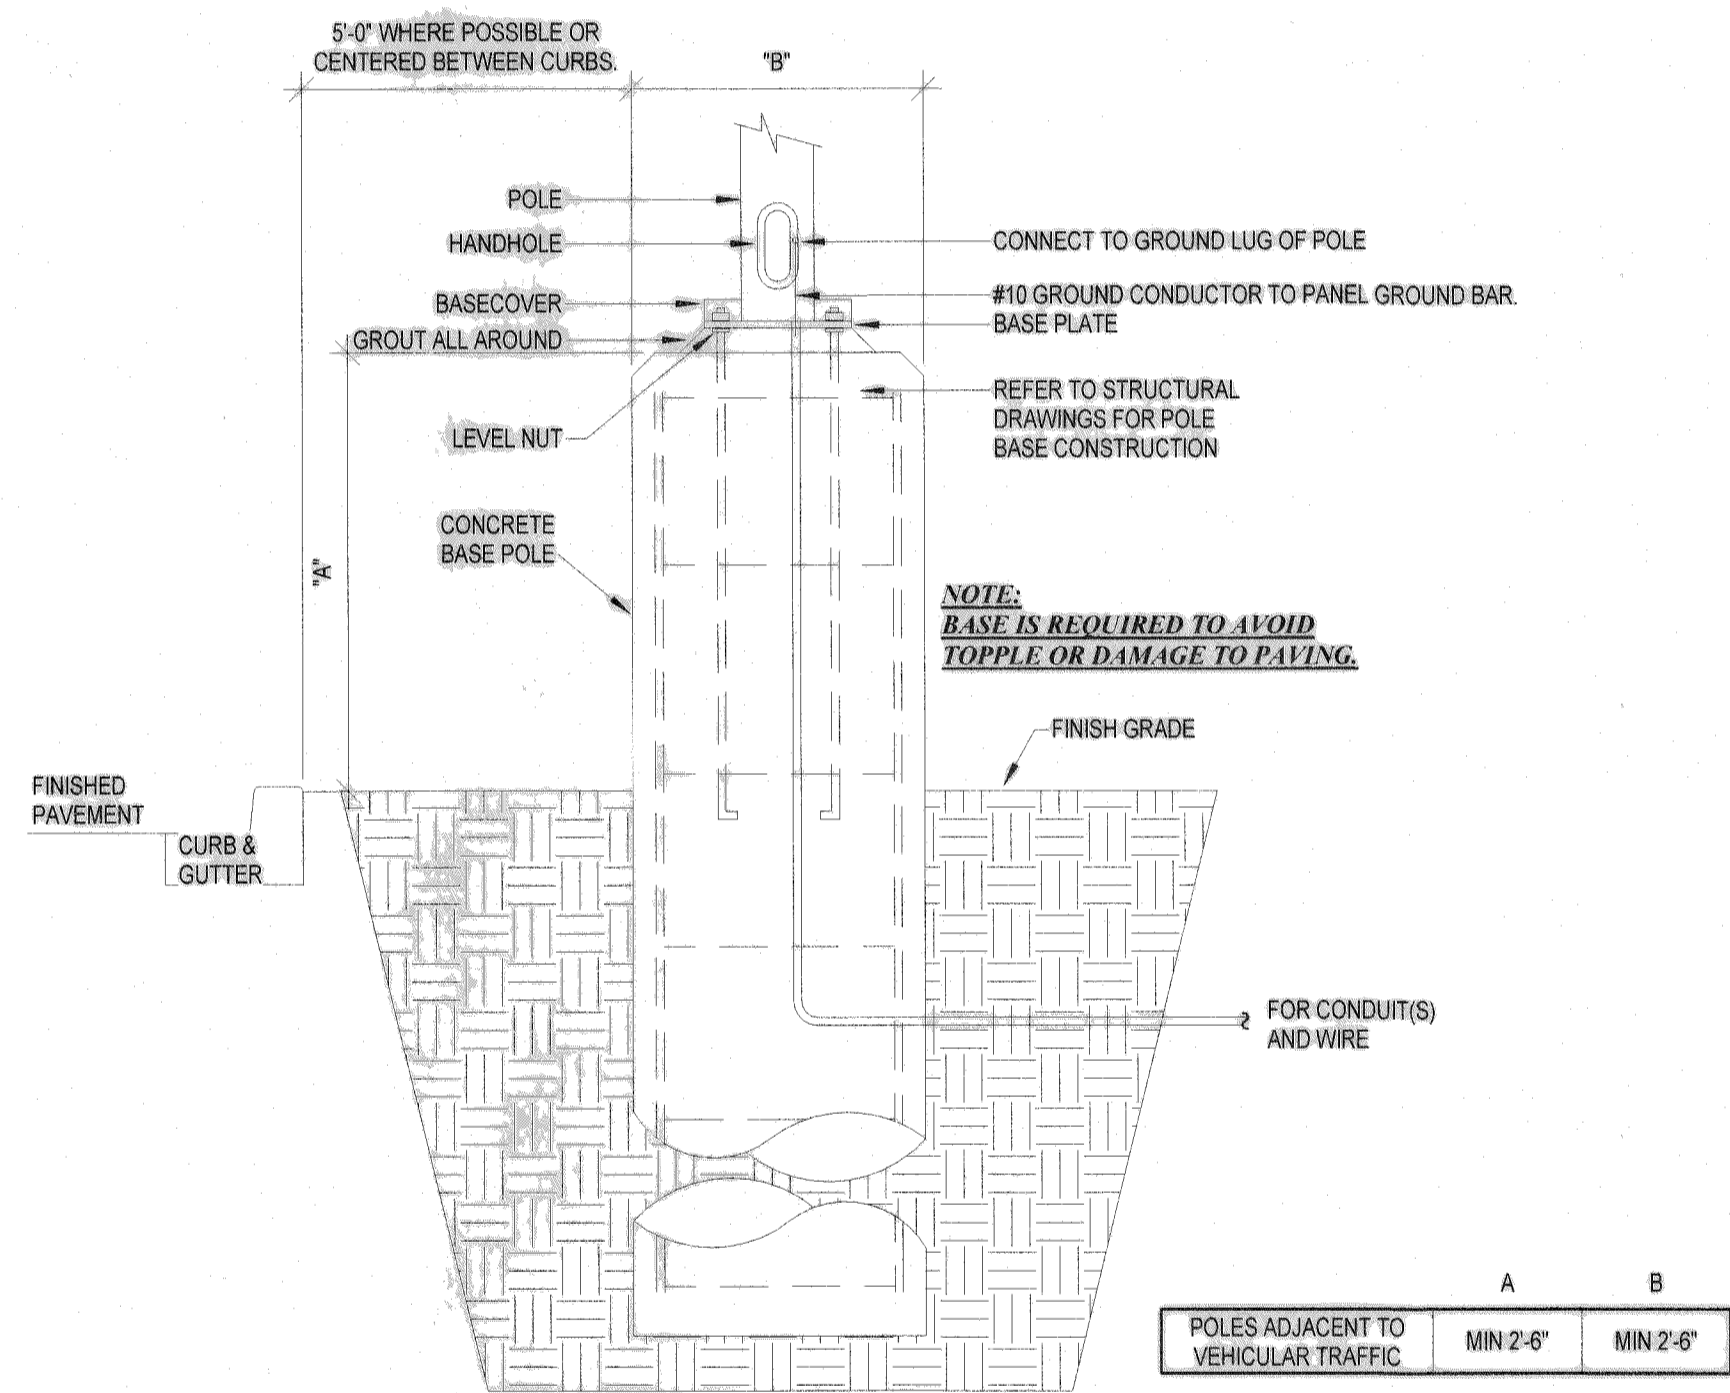 5'-0" WHERE POSSIBLE OR
CENTERED BETWEEN CURBS.
"B"
POLE
HANDHOLE
BASECOVER
GROUT ALL AROUND
LEVEL NUT
CONCRETE
BASE POLE
"A"
CONNECT TO GROUND LUG OF POLE
#10 GROUND CONDUCTOR TO PANEL GROUND BAR.
BASE PLATE
REFER TO STRUCTURAL
DRAWINGS FOR POLE
BASE CONSTRUCTION
NOTE:
BASE IS REQUIRED TO AVOID
TOPPLE OR DAMAGE TO PAVING.
FINISH GRADE
FINISHED
PAVEMENT
CURB &
GUTTER
FOR CONDUIT(S)
AND WIRE
A B
POLES ADJACENT TO
VEHICULAR TRAFFIC
MIN 2'-6" MIN 2'-6"